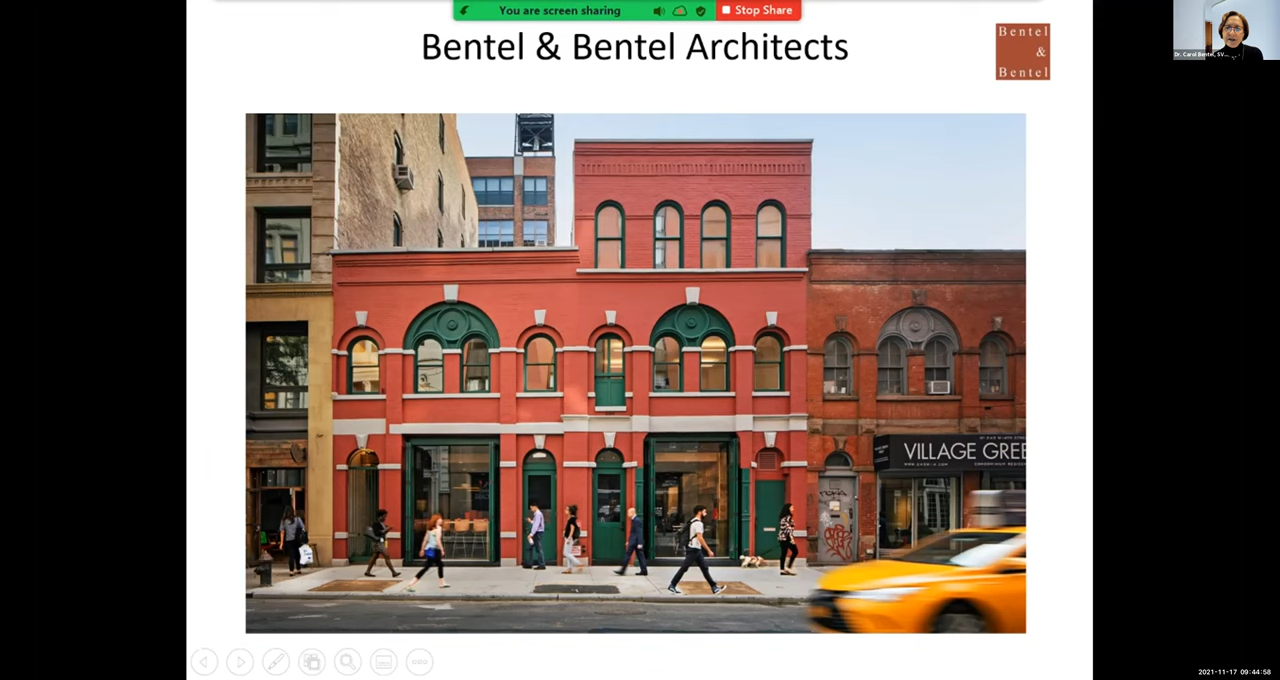 You are screen sharing
Stop Share
Bentel & Bentel Architects
Bentel
&
Bentel
VILLAGE GREE
2021-11-17 09:44:58